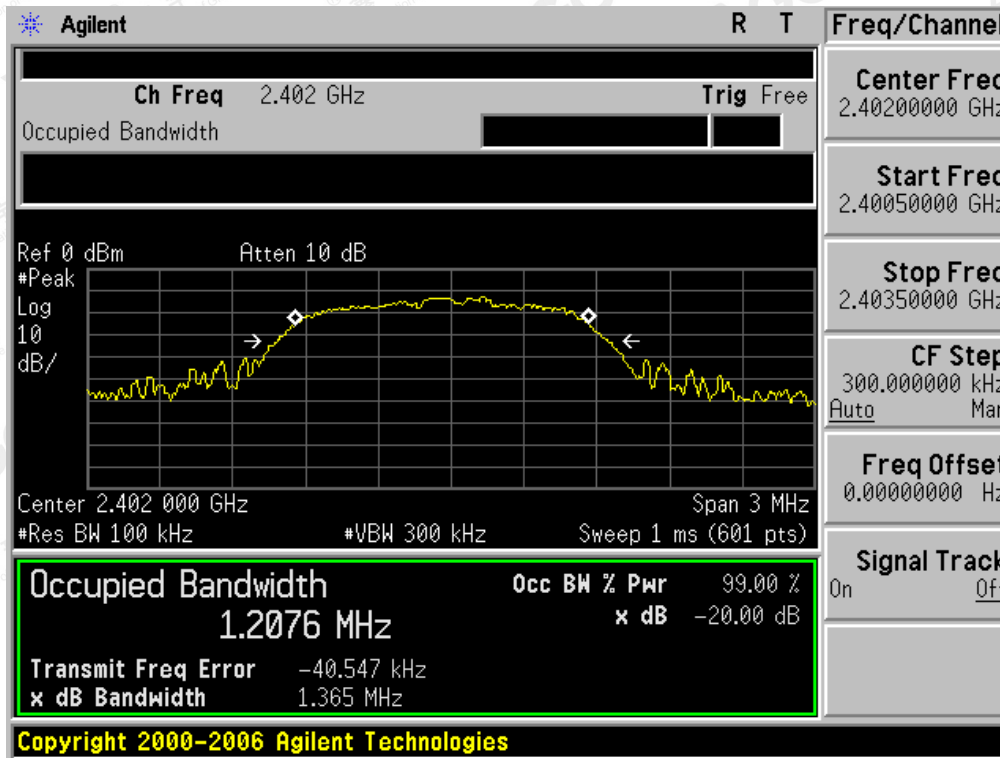 Agilent R T Freq/Channel
Ch Freq 2.402 GHz Trig Free
Occupied Bandwidth
Center Freq
2.40200000 GHz
Start Freq
2.40050000 GHz
Stop Freq
2.40350000 GHz
CF Step
300.000000 kHz
Auto Man
Freq Offset
0.00000000 Hz
Signal Track
On Off
Ref 0 dBm Atten 10 dB
#Peak
Log
10
dB/
Center 2.402 000 GHz Span 3 MHz
#Res BW 100 kHz #VBW 300 kHz Sweep 1 ms (601 pts)
Occupied Bandwidth
1.2076 MHz
Occ BW % Pwr 99.00 %
x dB -20.00 dB
Transmit Freq Error -40.547 kHz
x dB Bandwidth 1.365 MHz
Copyright 2000-2006 Agilent Technologies